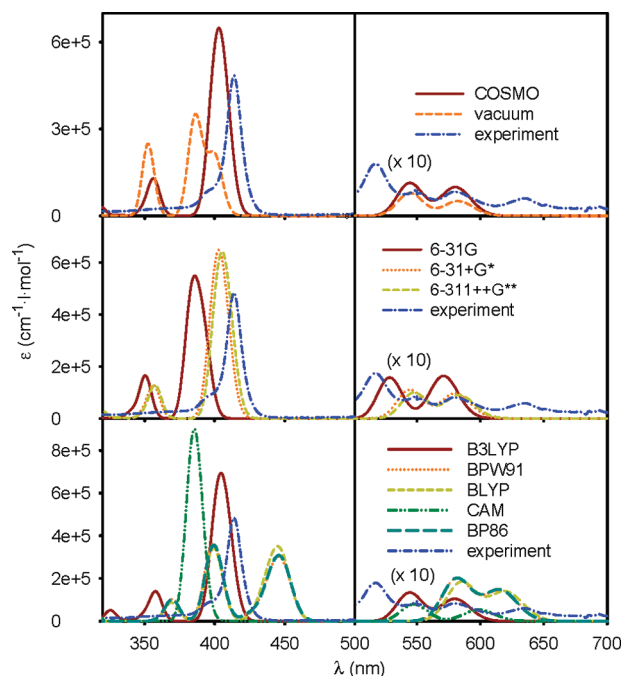 6e+5
3e+5
0
COSMO
vacuum
experiment
(x 10)
ε (cm⁻¹·l·mol⁻¹)
6e+5
4e+5
2e+5
0
6-31G
6-31+G*
6-311++G**
experiment
(x 10)
8e+5
6e+5
4e+5
2e+5
0
B3LYP
BPW91
BLYP
CAM
BP86
experiment
(x 10)
350 400 450 500 550 600 650 700
λ (nm)